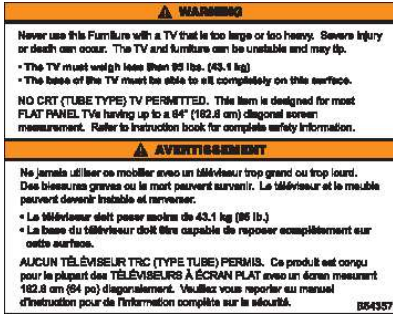 ⚠ WARNING
Never use this Furniture with a TV that is too large or too heavy. Severe injury
or death can occur. The TV and furniture can be unstable and may tip.
• The TV must weigh less than 95 lbs. (43.1 kg)
• The base of the TV must be able to sit completely on this surface.
NO CRT (TUBE TYPE) TV PERMITTED. This item is designed for most
FLAT PANEL TVs having up to a 64" (162.6 cm) diagonal screen
measurement. Refer to instruction book for complete safety information.
⚠ AVERTISSEMENT
Ne jamais utiliser ce mobilier avec un téléviseur trop grand ou trop lourd.
Des blessures graves ou la mort peuvent survenir. Le téléviseur et le meuble
peuvent devenir instable et renverser.
• Le téléviseur doit peser moins de 43.1 kg (95 lb.)
• La base du téléviseur doit être capable de reposer complètement sur
cette surface.
AUCUN TÉLÉVISEUR TRC (TYPE TUBE) PERMIS. Ce produit est conçu
pour le plupart des TÉLÉVISEURS À ÉCRAN PLAT avec un écran mesurant
162.6 cm (64 po) diagonalement. Veuillez vous reporter au manuel
d'instruction pour de l'information complète sur la sécurité.
B54357